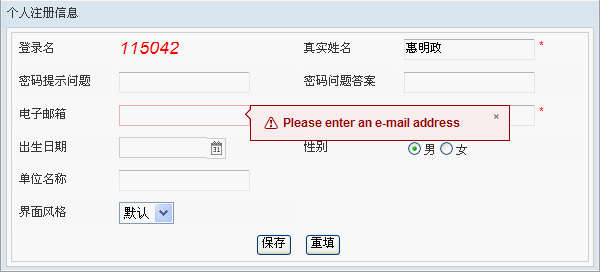 个人注册信息
登录名 115042 真实姓名 惠明政 *
密码提示问题 密码问题答案
电子邮箱 Please enter an e-mail address × *
出生日期 31 性别 男 女
单位名称
界面风格 默认
保存 重填